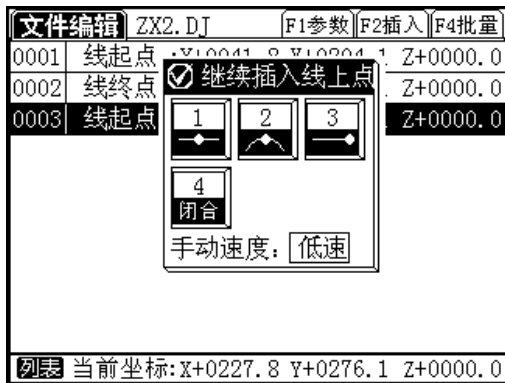 文件编辑 ZX2.DJ F1参数 F2插入 F4批量
0001 线起点 Z+0000.0
继续插入线上点
0002 线终点 Z+0000.0
0003 线起点 Z+0000.0
1 2 3
4
闭合
手动速度: 低速
列表 当前坐标:X+0227.8 Y+0276.1 Z+0000.0